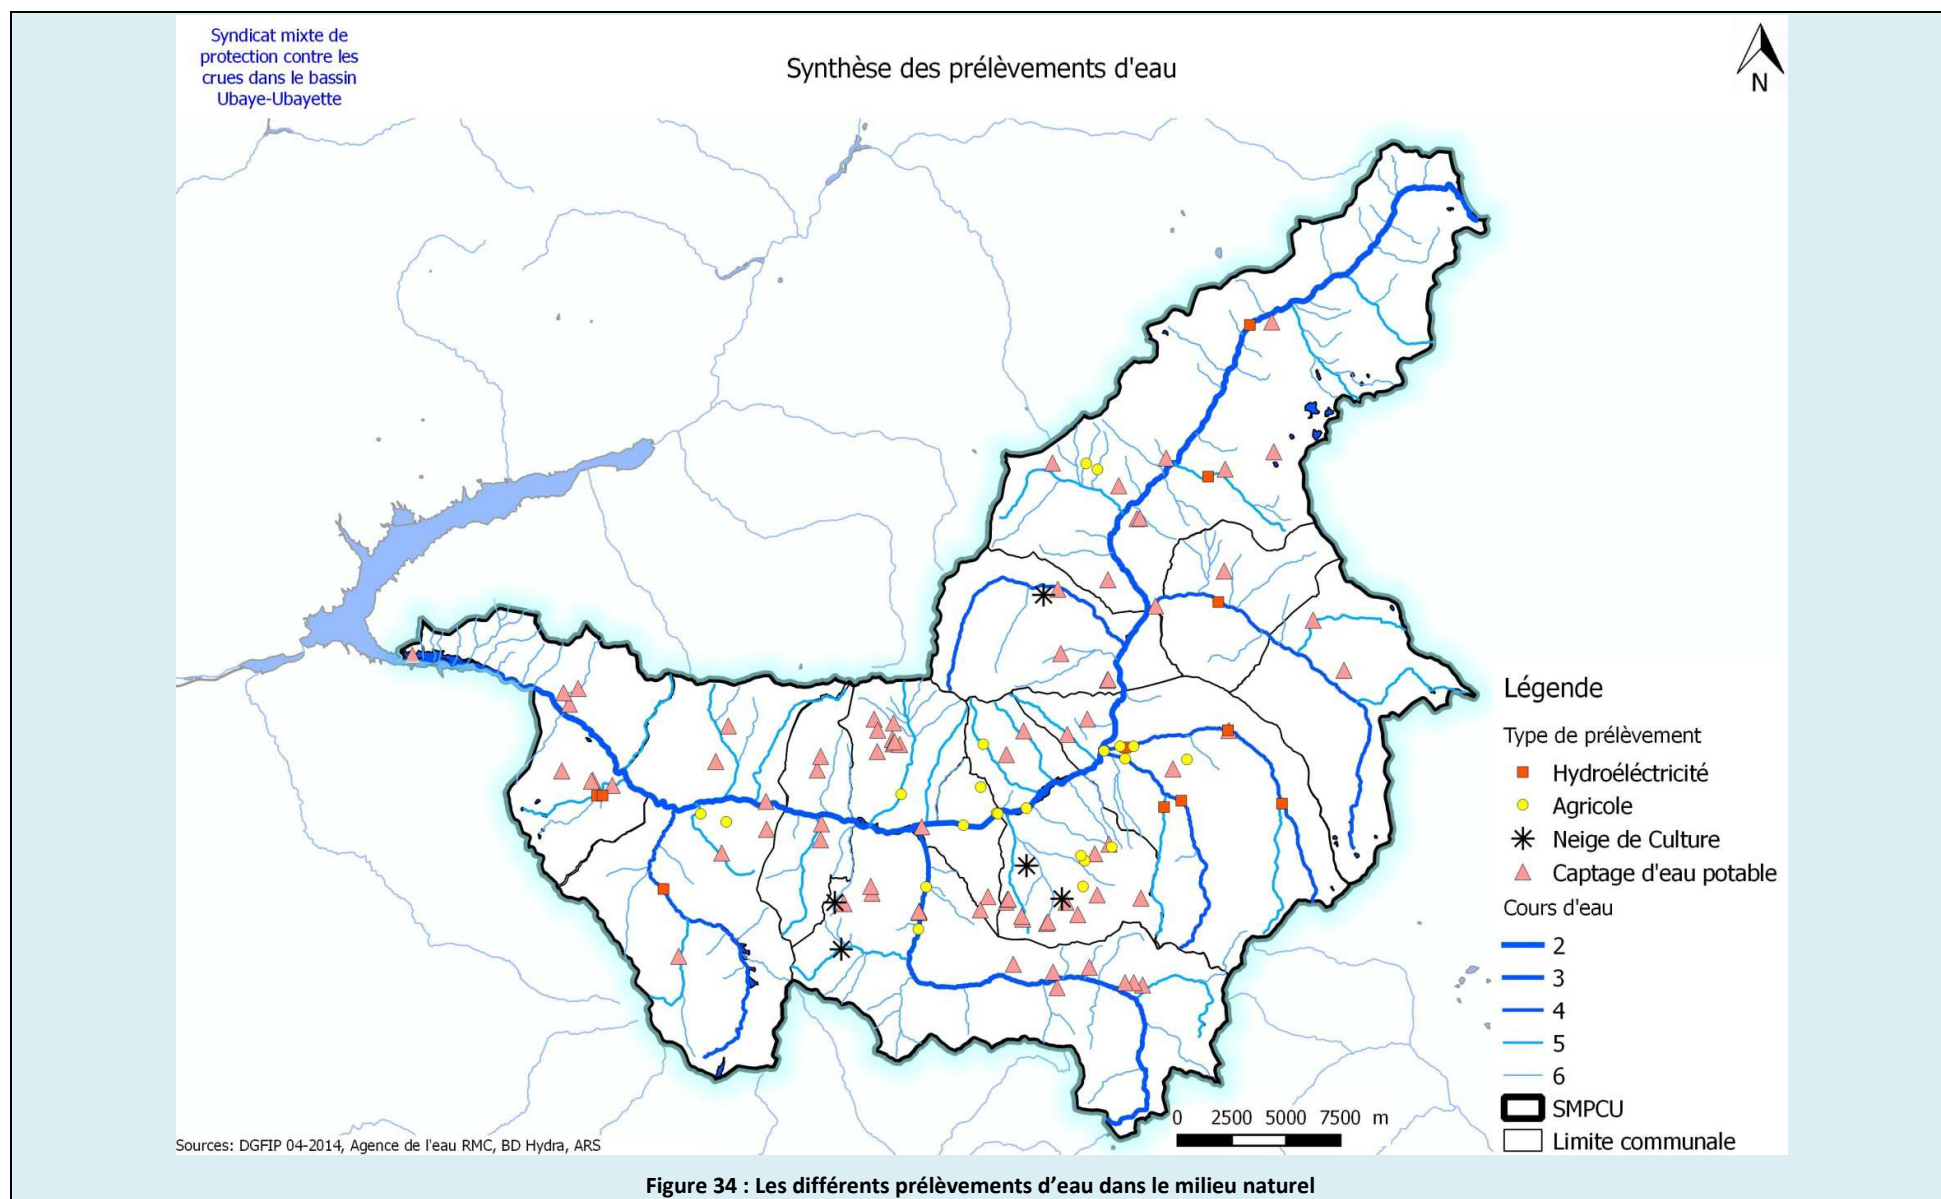 Syndicat mixte de
protection contre les
crues dans le bassin
Ubaye-Ubayette
Synthèse des prélèvements d'eau
N
Légende
Type de prélèvement
Hydroéléctricité
Agricole
Neige de Culture
Captage d'eau potable
Cours d'eau
2
3
4
5
6
SMPCU
Limite communale
0 2500 5000 7500 m
Sources: DGFIP 04-2014, Agence de l'eau RMC, BD Hydra, ARS
Figure 34 : Les différents prélèvements d’eau dans le milieu naturel